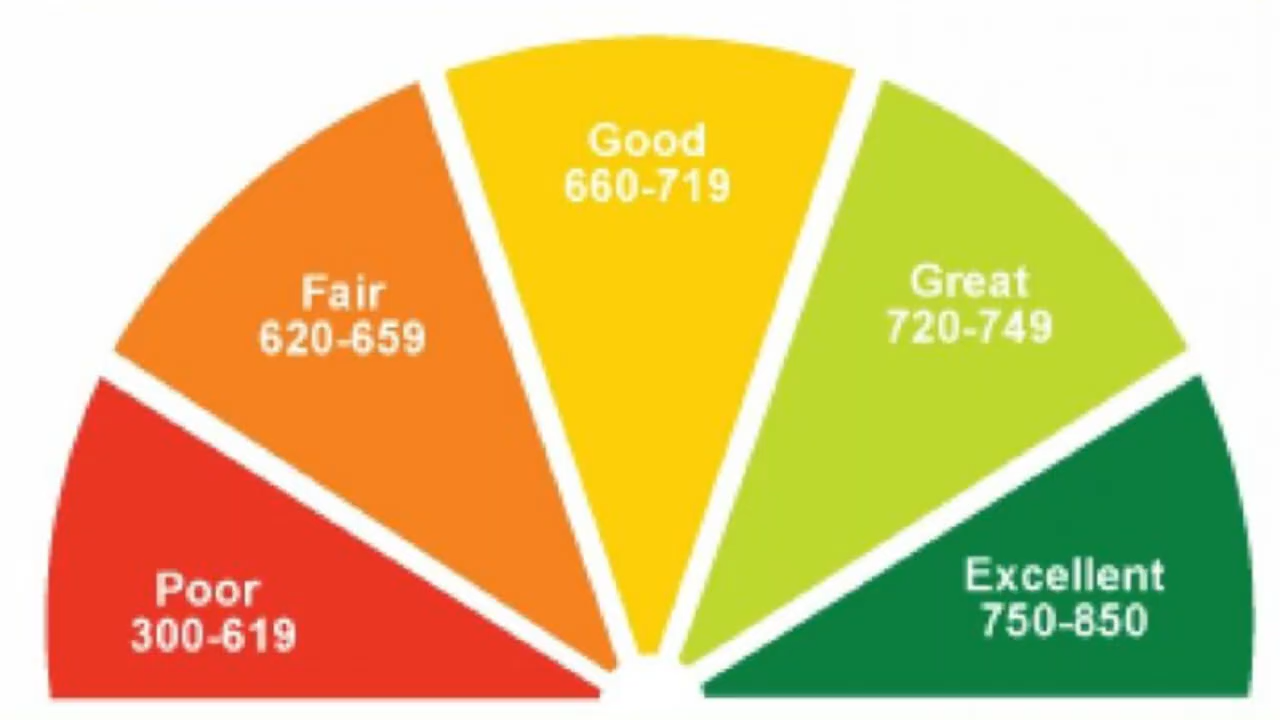 Good
660-719
Fair
620-659
Great
720-749
Poor
300-619
Excellent
750-850